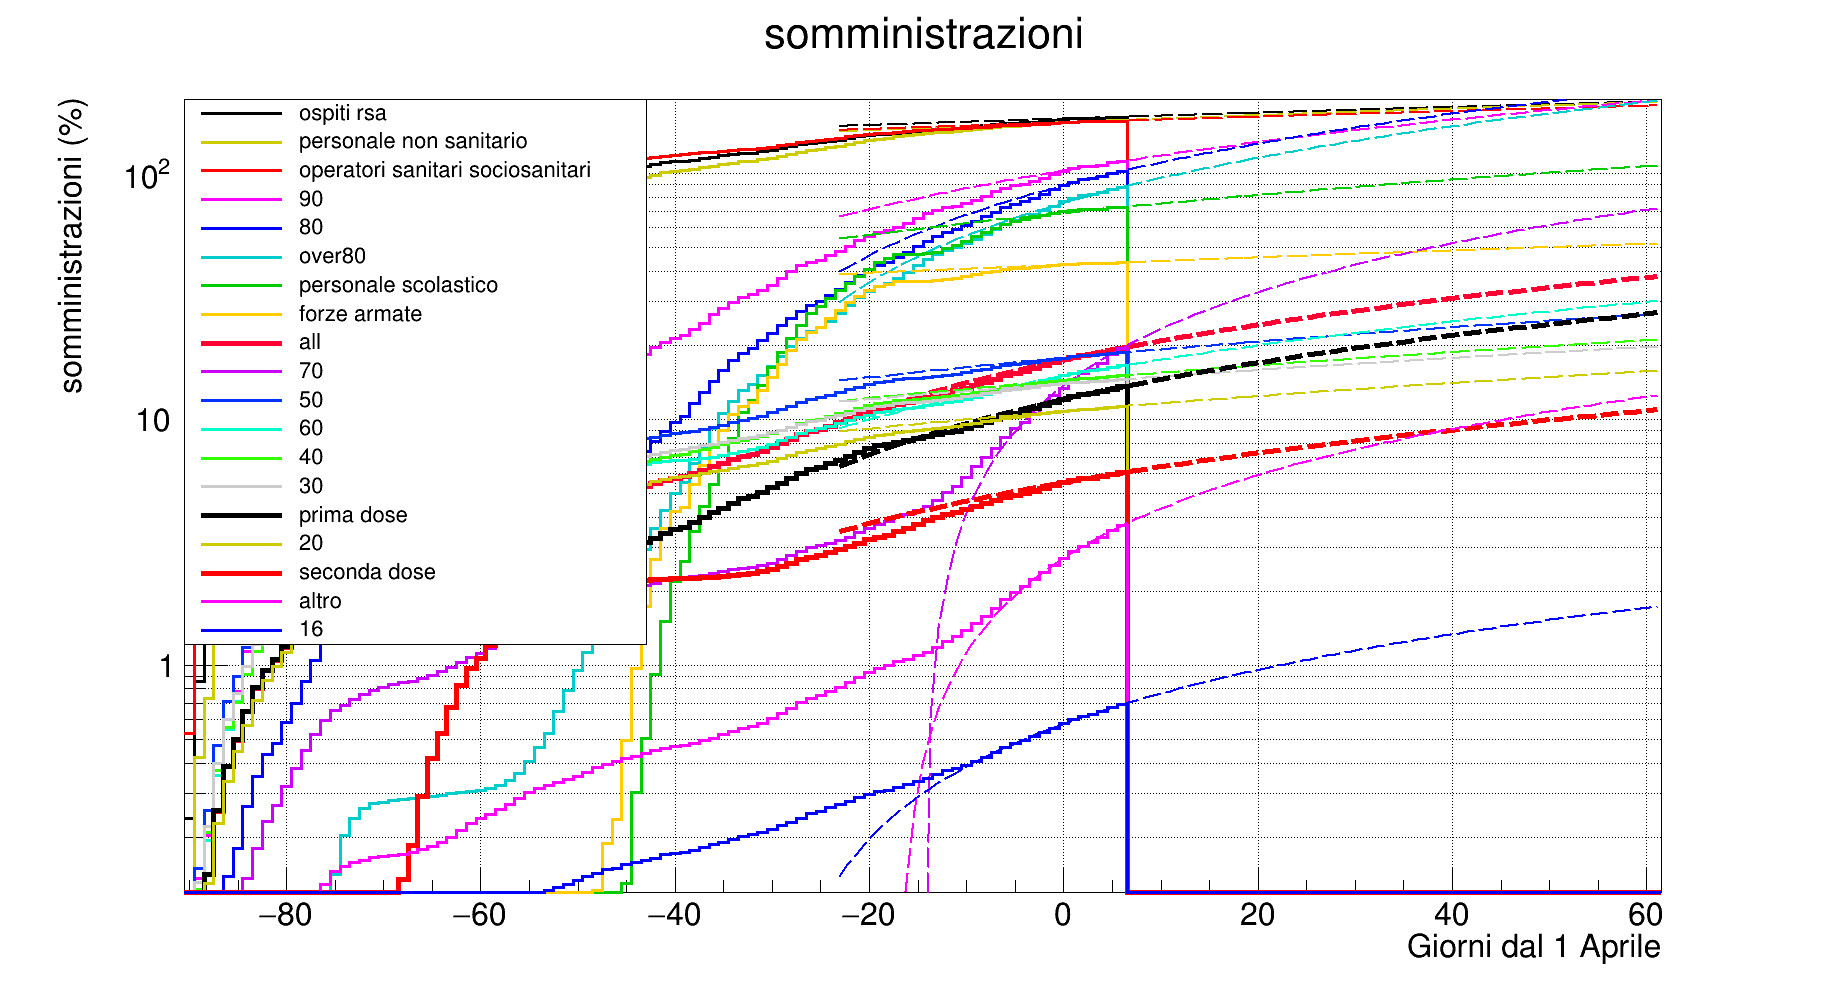 somministrazioni
somministrazioni (%)
ospiti rsa
personale non sanitario
operatori sanitari sociosanitari
90
80
over80
personale scolastico
forze armate
all
70
50
60
40
30
prima dose
20
seconda dose
altro
16
10²
10
1
−80 −60 −40 −20 0 20 40 60
Giorni dal 1 Aprile